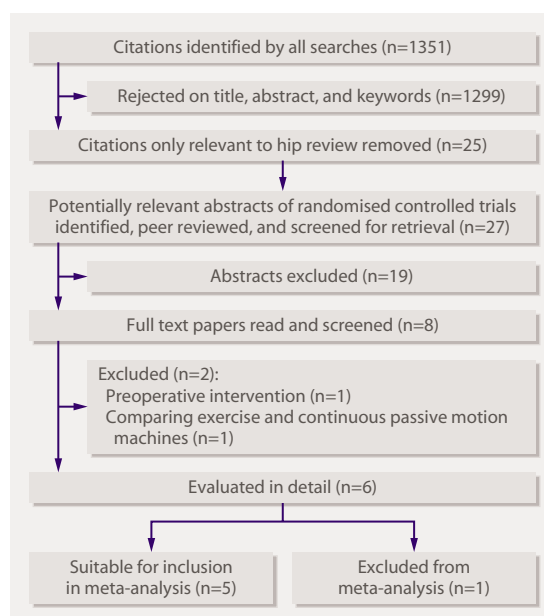 Citations identified by all searches (n=1351)
Rejected on title, abstract, and keywords (n=1299)
Citations only relevant to hip review removed (n=25)
Potentially relevant abstracts of randomised controlled trials
identified, peer reviewed, and screened for retrieval (n=27)
Abstracts excluded (n=19)
Full text papers read and screened (n=8)
Excluded (n=2):
Preoperative intervention (n=1)
Comparing exercise and continuous passive motion
machines (n=1)
Evaluated in detail (n=6)
Suitable for inclusion
in meta-analysis (n=5)
Excluded from
meta-analysis (n=1)